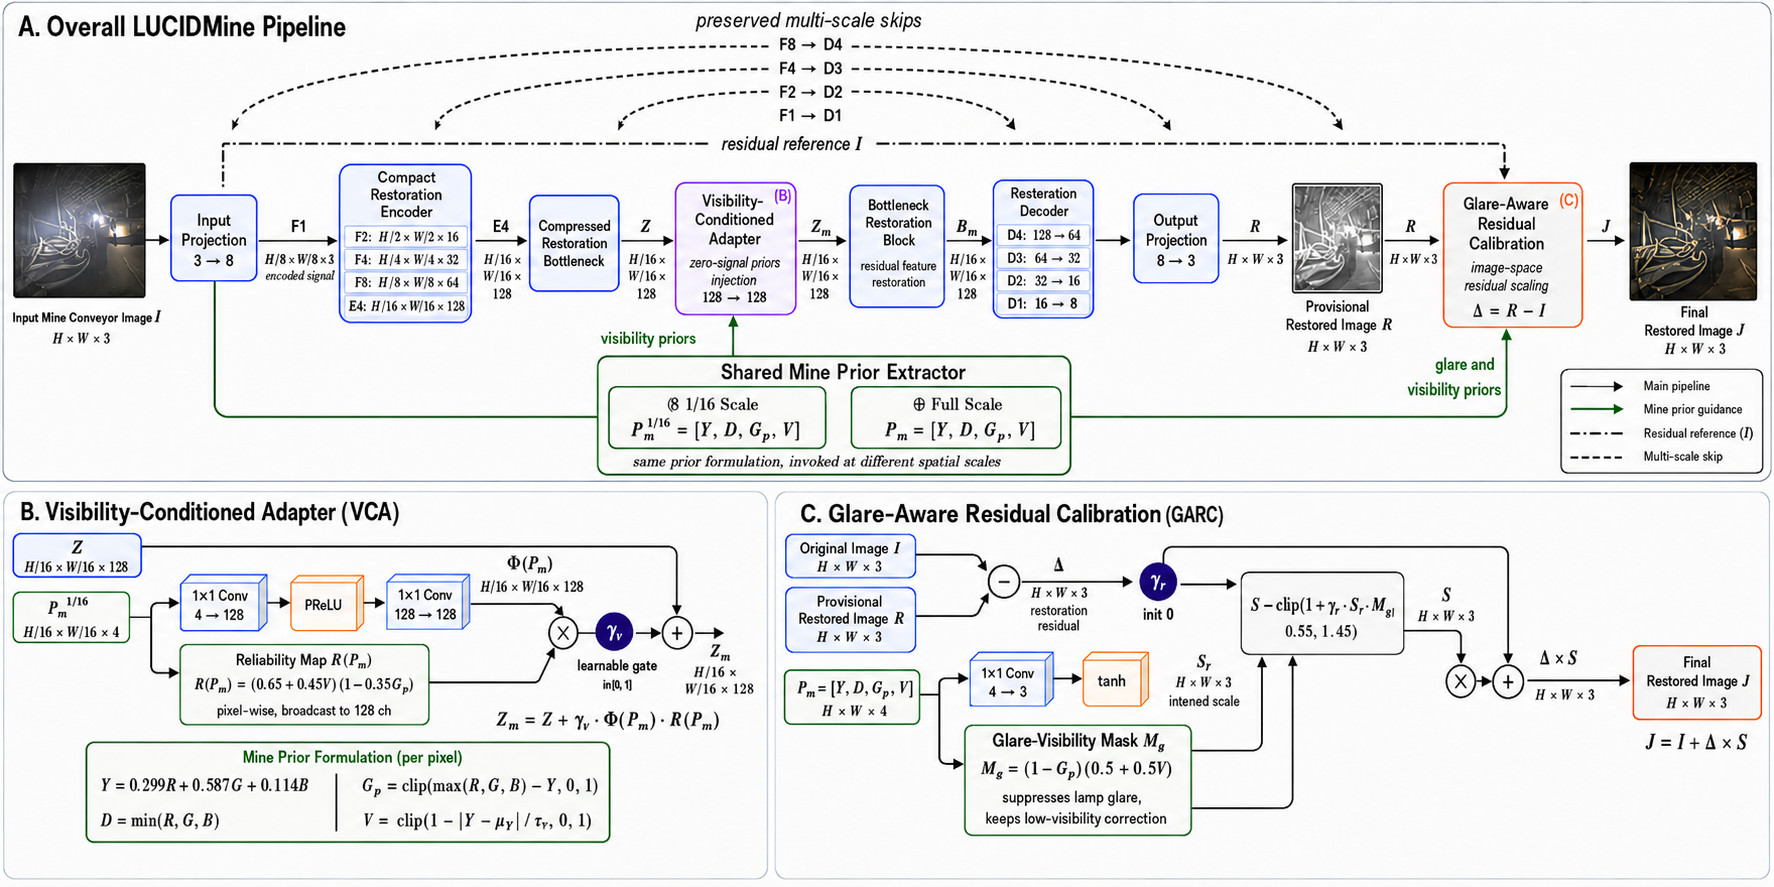 A. Overall LUCIDMine Pipeline
preserved multi-scale skips
F8 → D4
F4 → D3
F2 → D2
F1 → D1
residual reference I
Input Mine Conveyor Image I
H × W × 3
Input
Projection
3 → 8
F1
H/8 × W/8 × 3
encoded signal
Compact
Restoration
Encoder
F2: H/2 × W/2 × 16
F4: H/4 × W/4 × 32
F8: H/8 × W/8 × 64
E4: H/16 × W/16 × 128
E4
H/16 ×
W/16 ×
128
Compressed
Restoration
Bottleneck
Z
H/16 ×
W/16 ×
128
(B)
Visibility-
Conditioned
Adapter
zero-signal priors
injection
128 → 128
Zₘ
H/16 ×
W/16 ×
128
Bottleneck
Restoration
Block
residual feature
restoration
Bₘ
H/16 ×
W/16 ×
128
Resteration
Decoder
D4: 128 → 64
D3: 64 → 32
D2: 32 → 16
D1: 16 → 8
Output
Projection
8 → 3
R
H × W × 3
Provisional
Restored Image R
H × W × 3
R
H × W × 3
(C)
Glare-Aware
Residual
Calibration
image-space
residual scaling
Δ = R − I
J
Final
Restored Image J
H × W × 3
visibility priors
Shared Mine Prior Extractor
(8 1/16 Scale
Pₘ^1/16 = [Y, D, Gₚ, V]
⊕ Full Scale
Pₘ = [Y, D, Gₚ, V]
same prior formulation, invoked at different spatial scales
glare and
visibility priors
Main pipeline
Mine prior guidance
Residual reference (I)
Multi-scale skip
B. Visibility-Conditioned Adapter (VCA)
Z
H/16 × W/16 × 128
Pₘ^1/16
H/16 × W/16 × 4
1×1 Conv
4 → 128
PReLU
1×1 Conv
128 → 128
Φ(Pₘ)
H/16 × W/16 × 128
Reliability Map R(Pₘ)
R(Pₘ) = (0.65 + 0.45V) (1 − 0.35Gₚ)
pixel-wise, broadcast to 128 ch
×
γᵥ
learnable gate
in[0, 1]
+
Zₘ
H/16 ×
W/16 × 128
Zₘ = Z + γᵥ · Φ(Pₘ) · R(Pₘ)
Mine Prior Formulation (per pixel)
Y = 0.299R + 0.587G + 0.114B
D = min(R, G, B)
Gₚ = clip(max(R, G, B) − Y, 0, 1)
V = clip(1 − |Y − μ_Y| / τ_Y, 0, 1)
C. Glare-Aware Residual Calibration (GARC)
Original Image I
H × W × 3
Provisional
Restored Image R
H × W × 3
−
Δ
H × W × 3
restoration
residual
γᵣ
init 0
S − clip(1 + γᵣ · Sᵣ · M_g|
0.55, 1.45)
S
H × W × 3
Pₘ = [Y, D, Gₚ, V]
H × W × 4
1×1 Conv
4 → 3
tanh
Sᵣ
H × W × 3
intened scale
Glare-Visibility Mask M_g
M_g = (1 − Gₚ) (0.5 + 0.5V)
suppresses lamp glare,
keeps low-visibility correction
×
+
Δ × S
H × W × 3
Final
Restored Image J
H × W × 3
J = I + Δ × S